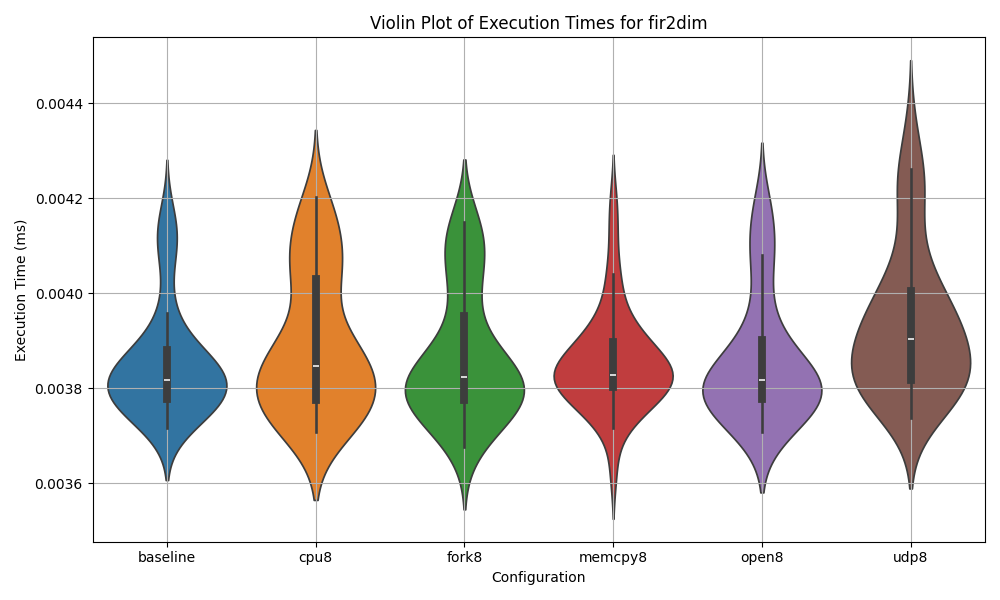 Violin Plot of Execution Times for fir2dim
Execution Time (ms)
0.0044
0.0042
0.0040
0.0038
0.0036
baseline cpu8 fork8 memcpy8 open8 udp8
Configuration